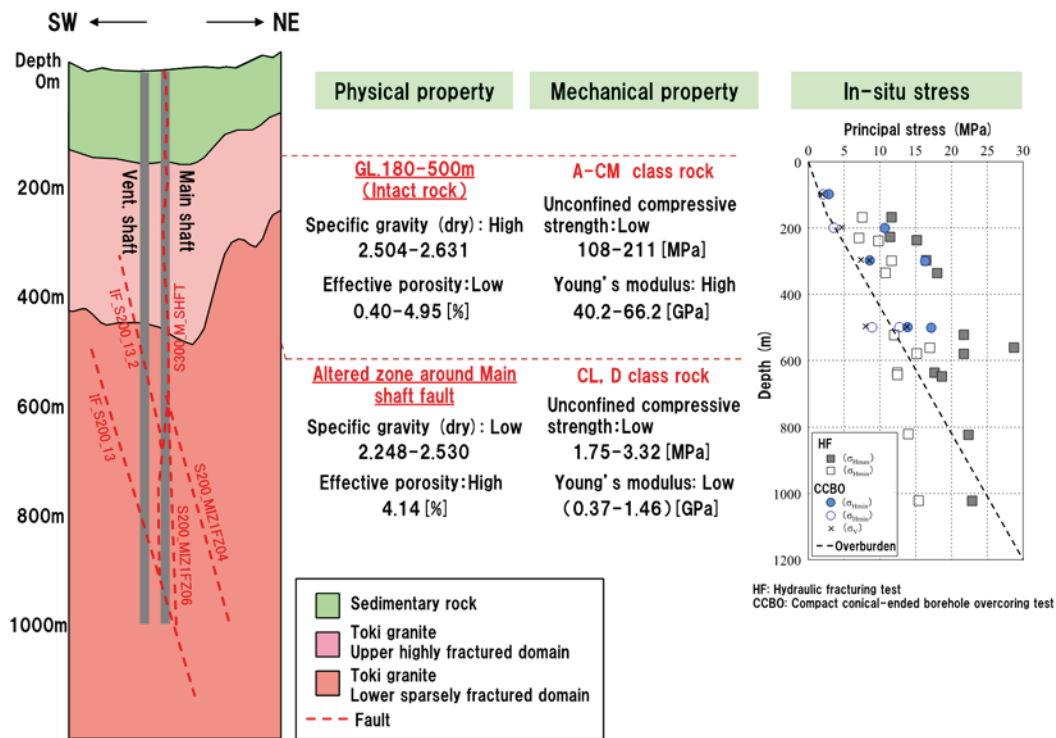 SW
NE
Depth
0m
200m
400m
600m
800m
1000m
Vent. shaft
Main shaft
IF_S200_13_2
IF_S200_13
S300_M_SHFT
S200_MIZ1FZ04
S200_MIZ1FZ06
Physical property
GL.180-500m
(Intact rock)
Specific gravity (dry): High
2.504-2.631
Effective porosity:Low
0.40-4.95 [%]
Altered zone around Main
shaft fault
Specific gravity (dry): Low
2.248-2.530
Effective porosity:High
4.14 [%]
Mechanical property
A-CM class rock
Unconfined compressive
strength:Low
108-211 [MPa]
Young's modulus: High
40.2-66.2 [GPa]
CL, D class rock
Unconfined compressive
strength:Low
1.75-3.32 [MPa]
Young's modulus: Low
(0.37-1.46) [GPa]
In-situ stress
Principal stress (MPa)
0 5 10 15 20 25 30
Depth (m)
0
200
400
600
800
1000
1200
HF
(σHmax)
(σHmin)
CCBO
(σHmin)
(σHmin)
(σV)
Overburden
HF: Hydraulic fracturing test
CCBO: Compact conical-ended borehole overcoring test
Sedimentary rock
Toki granite
Upper highly fractured domain
Toki granite
Lower sparsely fractured domain
Fault